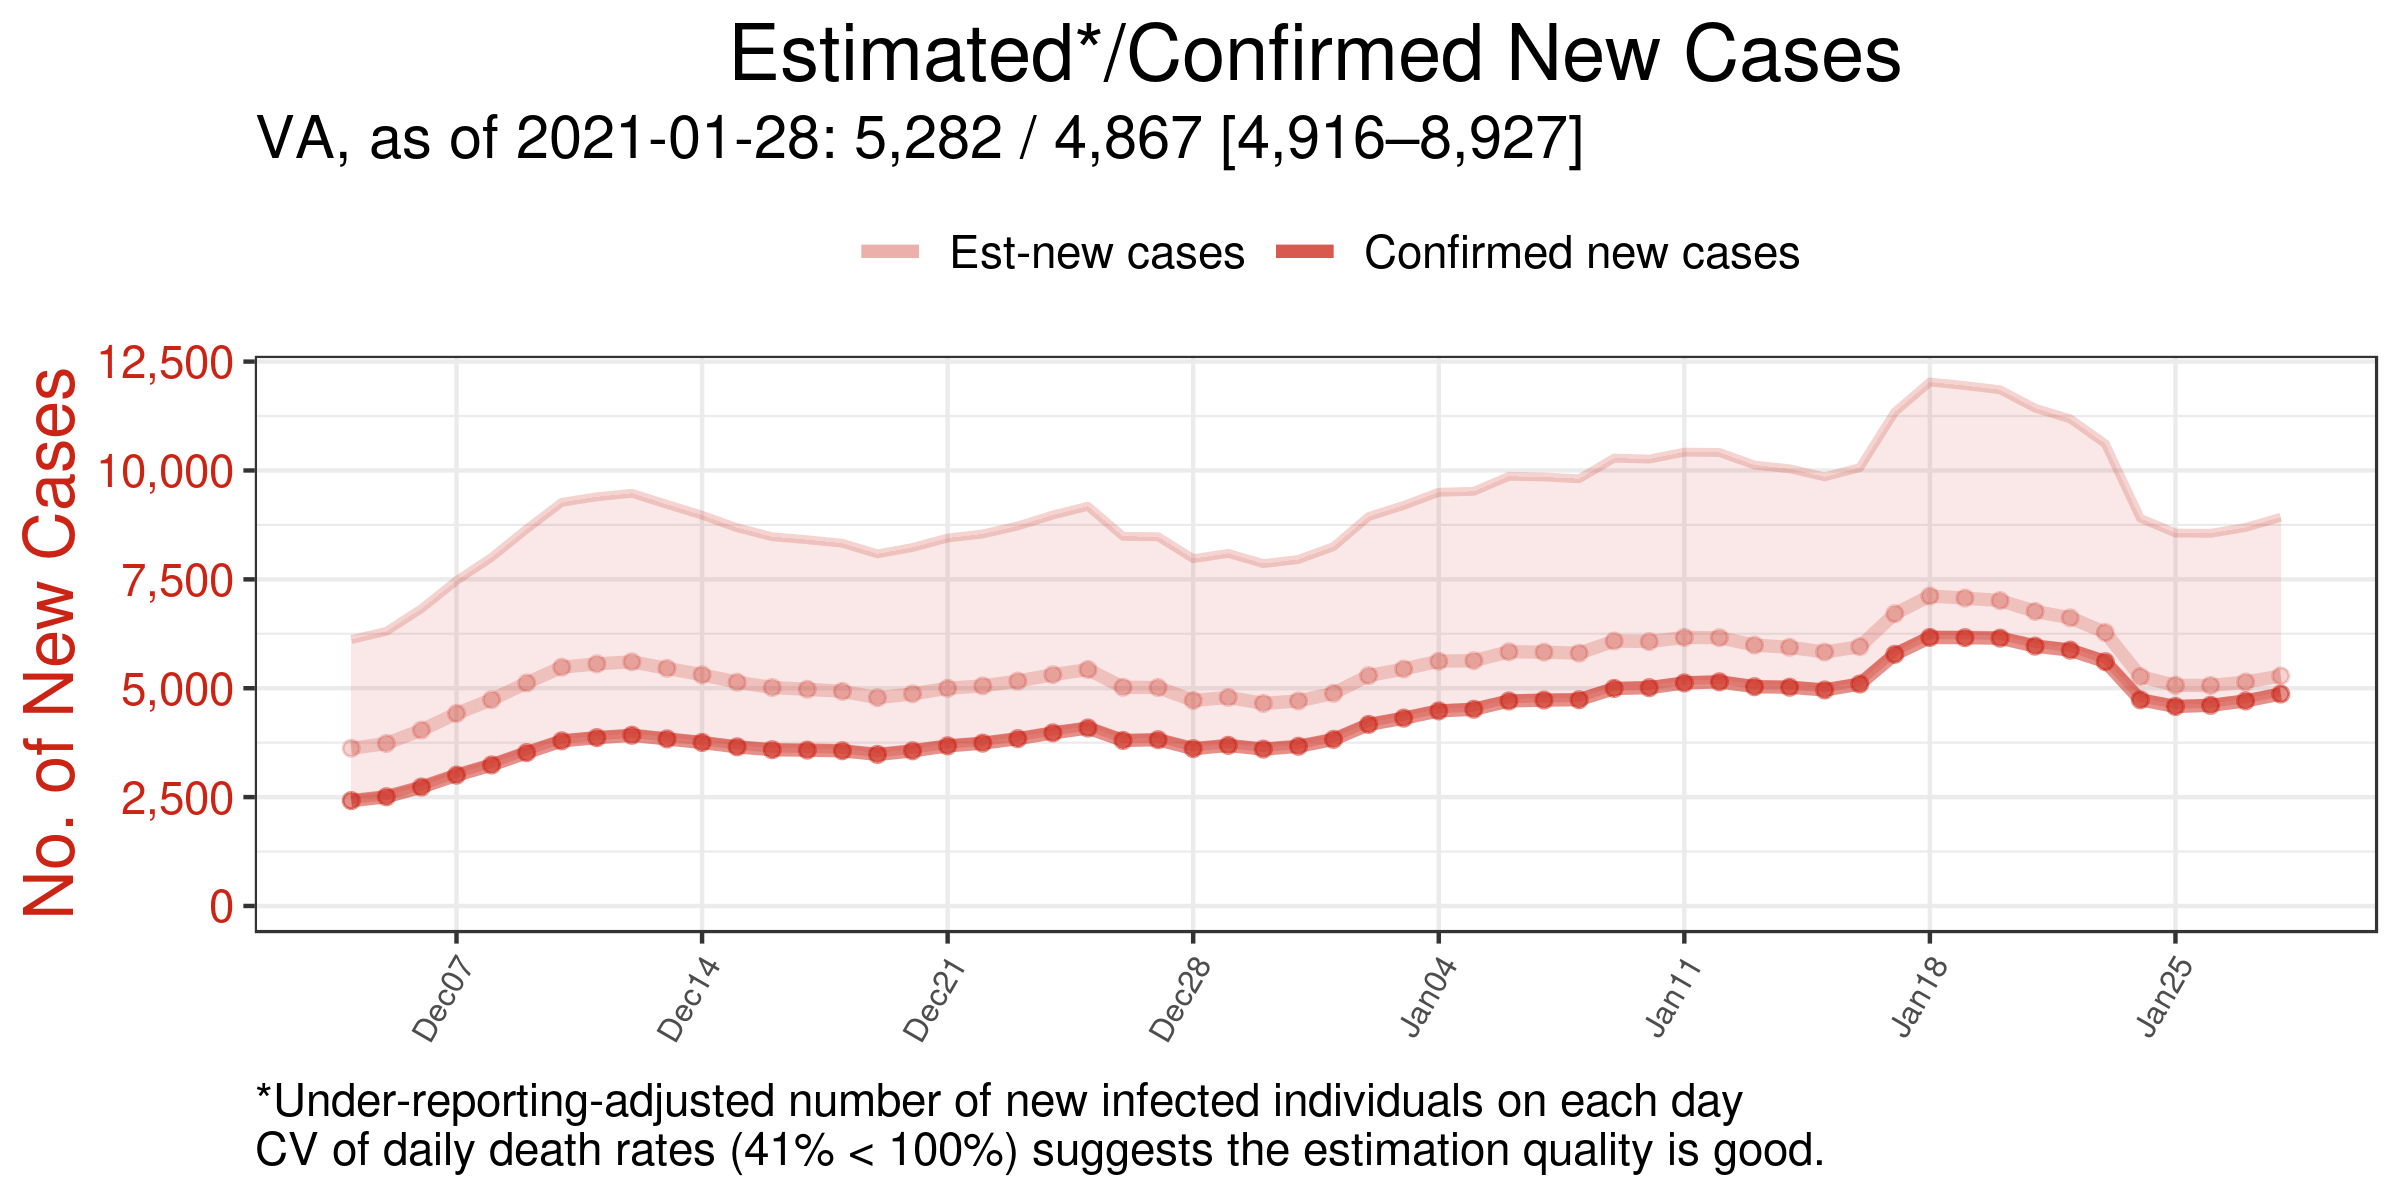 Estimated*/Confirmed New Cases
VA, as of 2021-01-28: 5,282 / 4,867 [4,916–8,927]
Est-new cases
Confirmed new cases
No. of New Cases
12,500
10,000
7,500
5,000
2,500
0
Dec07
Dec14
Dec21
Dec28
Jan04
Jan11
Jan18
Jan25
*Under-reporting-adjusted number of new infected individuals on each day
CV of daily death rates (41% < 100%) suggests the estimation quality is good.